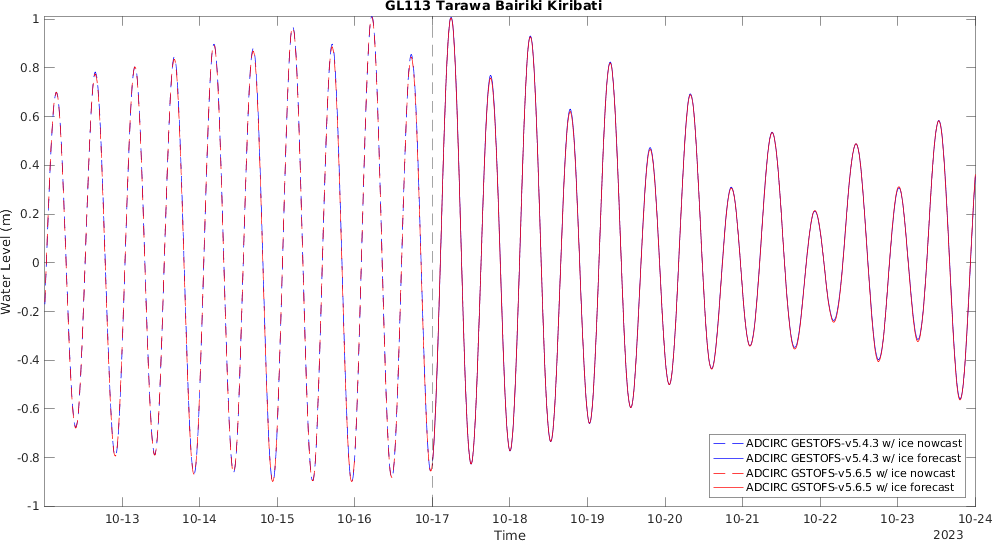 GL113 Tarawa Bairiki Kiribati
1
0.8
0.6
0.4
0.2
0
-0.2
-0.4
-0.6
-0.8
-1
Water Level (m)
ADCIRC GESTOFS-v5.4.3 w/ ice nowcast
ADCIRC GESTOFS-v5.4.3 w/ ice forecast
ADCIRC GSTOFS-v5.6.5 w/ ice nowcast
ADCIRC GSTOFS-v5.6.5 w/ ice forecast
10-13 10-14 10-15 10-16 10-17 10-18 10-19 10-20 10-21 10-22 10-23 10-24
Time
2023